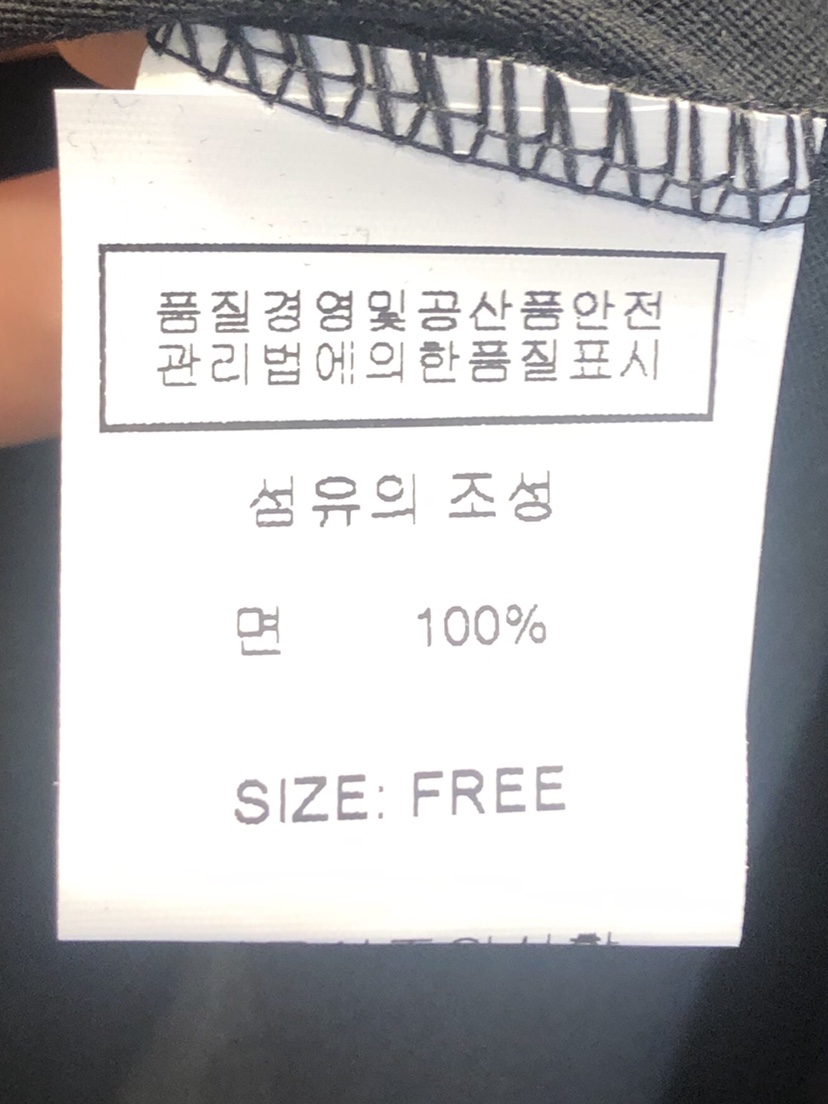 품질경영및공산품안전
관리법에의한품질표시
섬유의 조성
면 100%
SIZE: FREE